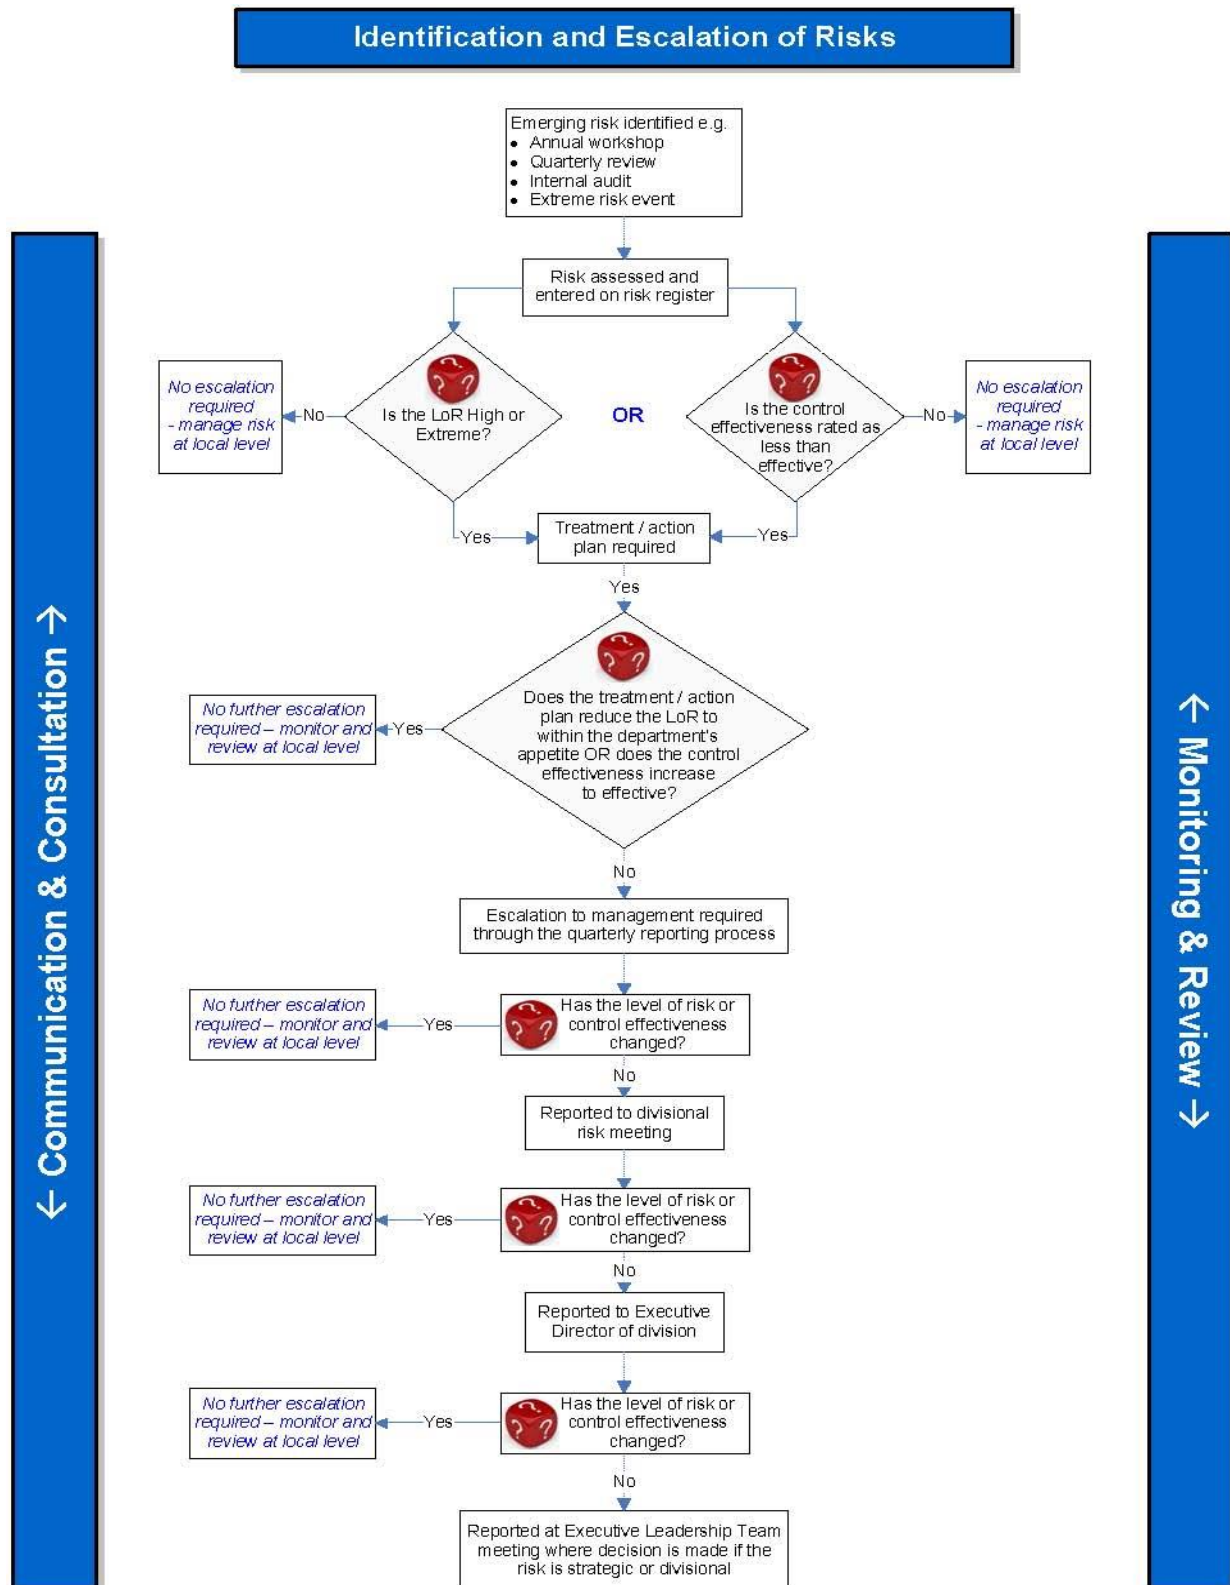 Identification and Escalation of Risks
Emerging risk identified e.g.
• Annual workshop
• Quarterly review
• Internal audit
• Extreme risk event
Risk assessed and
entered on risk register
No escalation
required
- manage risk
at local level
No
? ? ?
Is the LoR High or
Extreme?
OR
? ? ?
Is the control
effectiveness rated as
less than
effective?
No
No escalation
required
- manage risk
at local level
Yes
Treatment / action
plan required
Yes
Yes
? ? ?
Does the treatment / action
plan reduce the LoR to
within the department's
appetite OR does the control
effectiveness increase
to effective?
Yes
No further escalation
required – monitor and
review at local level
No
Escalation to management required
through the quarterly reporting process
? ? ?
Has the level of risk or
control effectiveness
changed?
Yes
No further escalation
required – monitor and
review at local level
No
Reported to divisional
risk meeting
? ? ?
Has the level of risk or
control effectiveness
changed?
Yes
No further escalation
required – monitor and
review at local level
No
Reported to Executive
Director of division
? ? ?
Has the level of risk or
control effectiveness
changed?
Yes
No further escalation
required – monitor and
review at local level
No
Reported at Executive Leadership Team
meeting where decision is made if the
risk is strategic or divisional
← Communication & Consultation →
← Monitoring & Review →